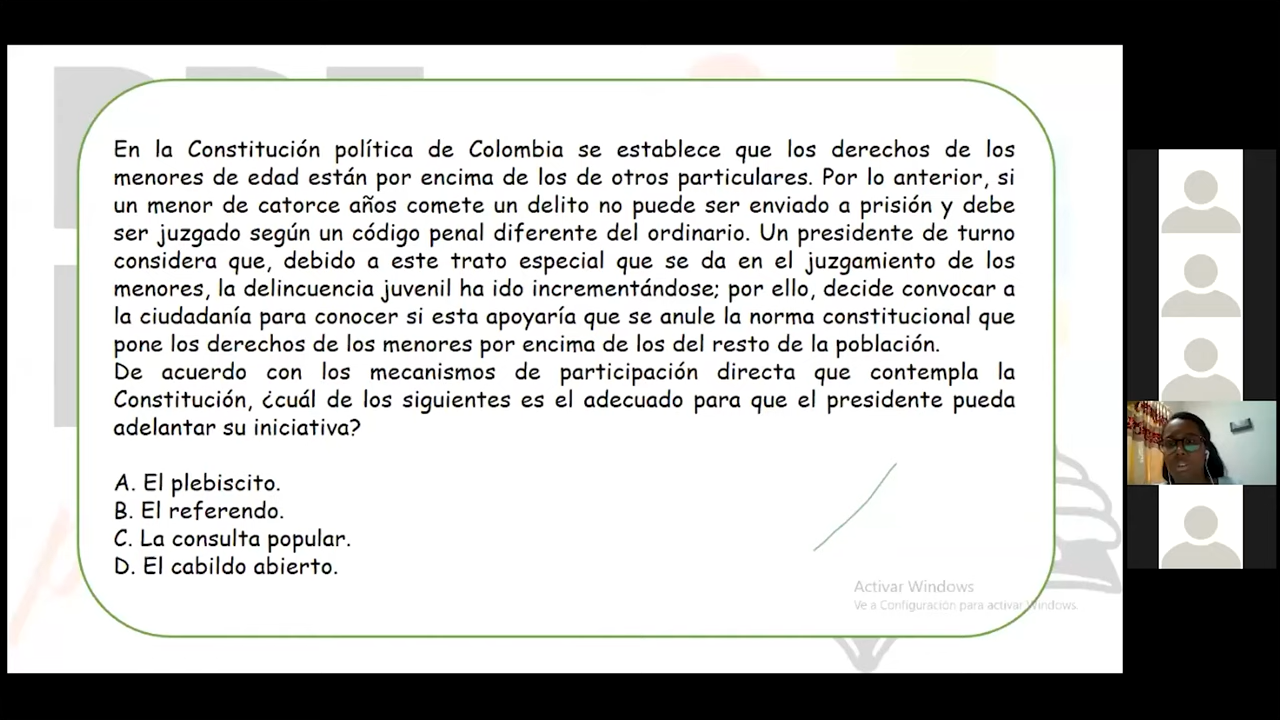 En la Constitución política de Colombia se establece que los derechos de los
menores de edad están por encima de los de otros particulares. Por lo anterior, si
un menor de catorce años comete un delito no puede ser enviado a prisión y debe
ser juzgado según un código penal diferente del ordinario. Un presidente de turno
considera que, debido a este trato especial que se da en el juzgamiento de los
menores, la delincuencia juvenil ha ido incrementándose; por ello, decide convocar a
la ciudadanía para conocer si esta apoyaría que se anule la norma constitucional que
pone los derechos de los menores por encima de los del resto de la población.
De acuerdo con los mecanismos de participación directa que contempla la
Constitución, ¿cuál de los siguientes es el adecuado para que el presidente pueda
adelantar su iniciativa?
A. El plebiscito.
B. El referendo.
C. La consulta popular.
D. El cabildo abierto.
Activar Windows
Ve a Configuración para activar Windows.